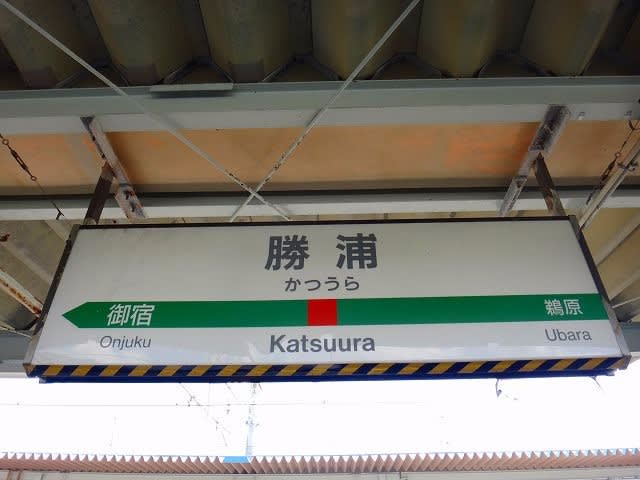 勝浦
かつうら
御宿
鵜原
Onjuku
Katsuura
Ubara